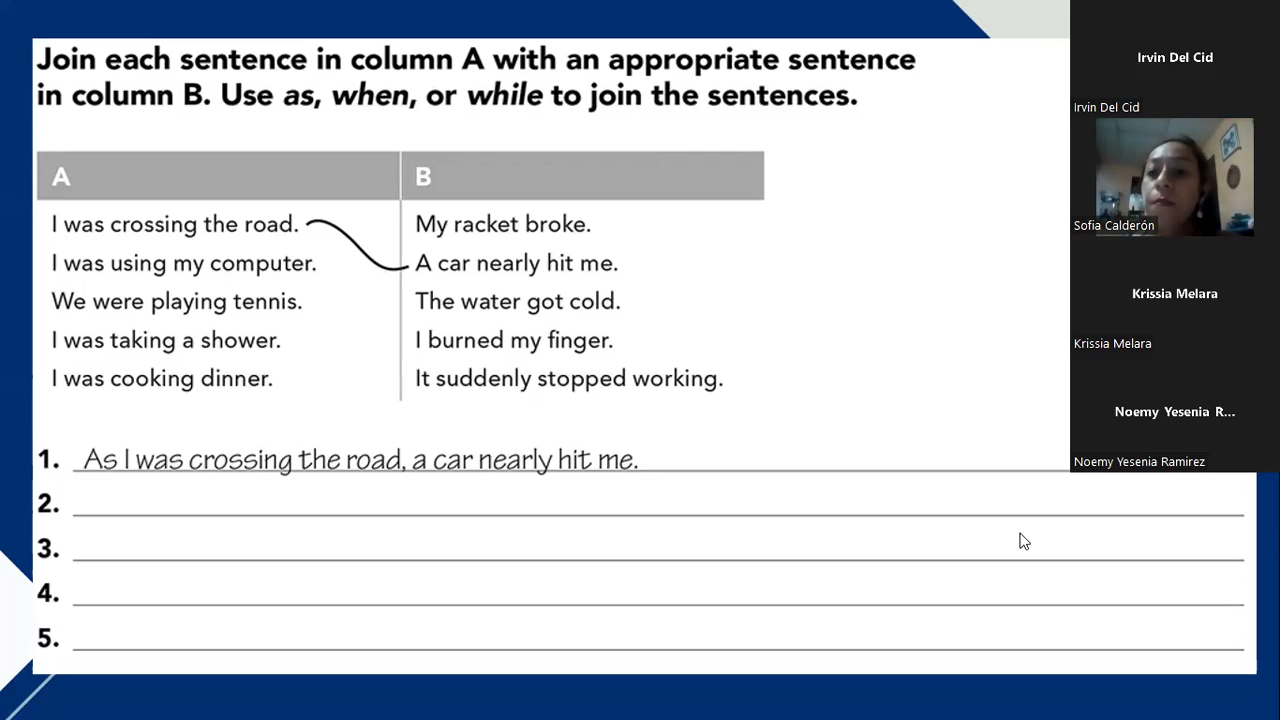 Join each sentence in column A with an appropriate sentence
in column B. Use as, when, or while to join the sentences.
A
B
I was crossing the road.
My racket broke.
I was using my computer.
A car nearly hit me.
We were playing tennis.
The water got cold.
I was taking a shower.
I burned my finger.
I was cooking dinner.
It suddenly stopped working.
1. As I was crossing the road, a car nearly hit me.
2.
3.
4.
5.
Irvin Del Cid
Irvin Del Cid
Sofia Calderón
Krissia Melara
Krissia Melara
Noemy Yesenia R...
Noemy Yesenia Ramirez